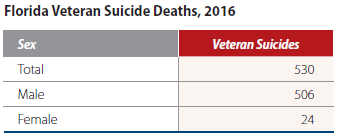 Florida Veteran Suicide Deaths, 2016
Sex Veteran Suicides
Total 530
Male 506
Female 24